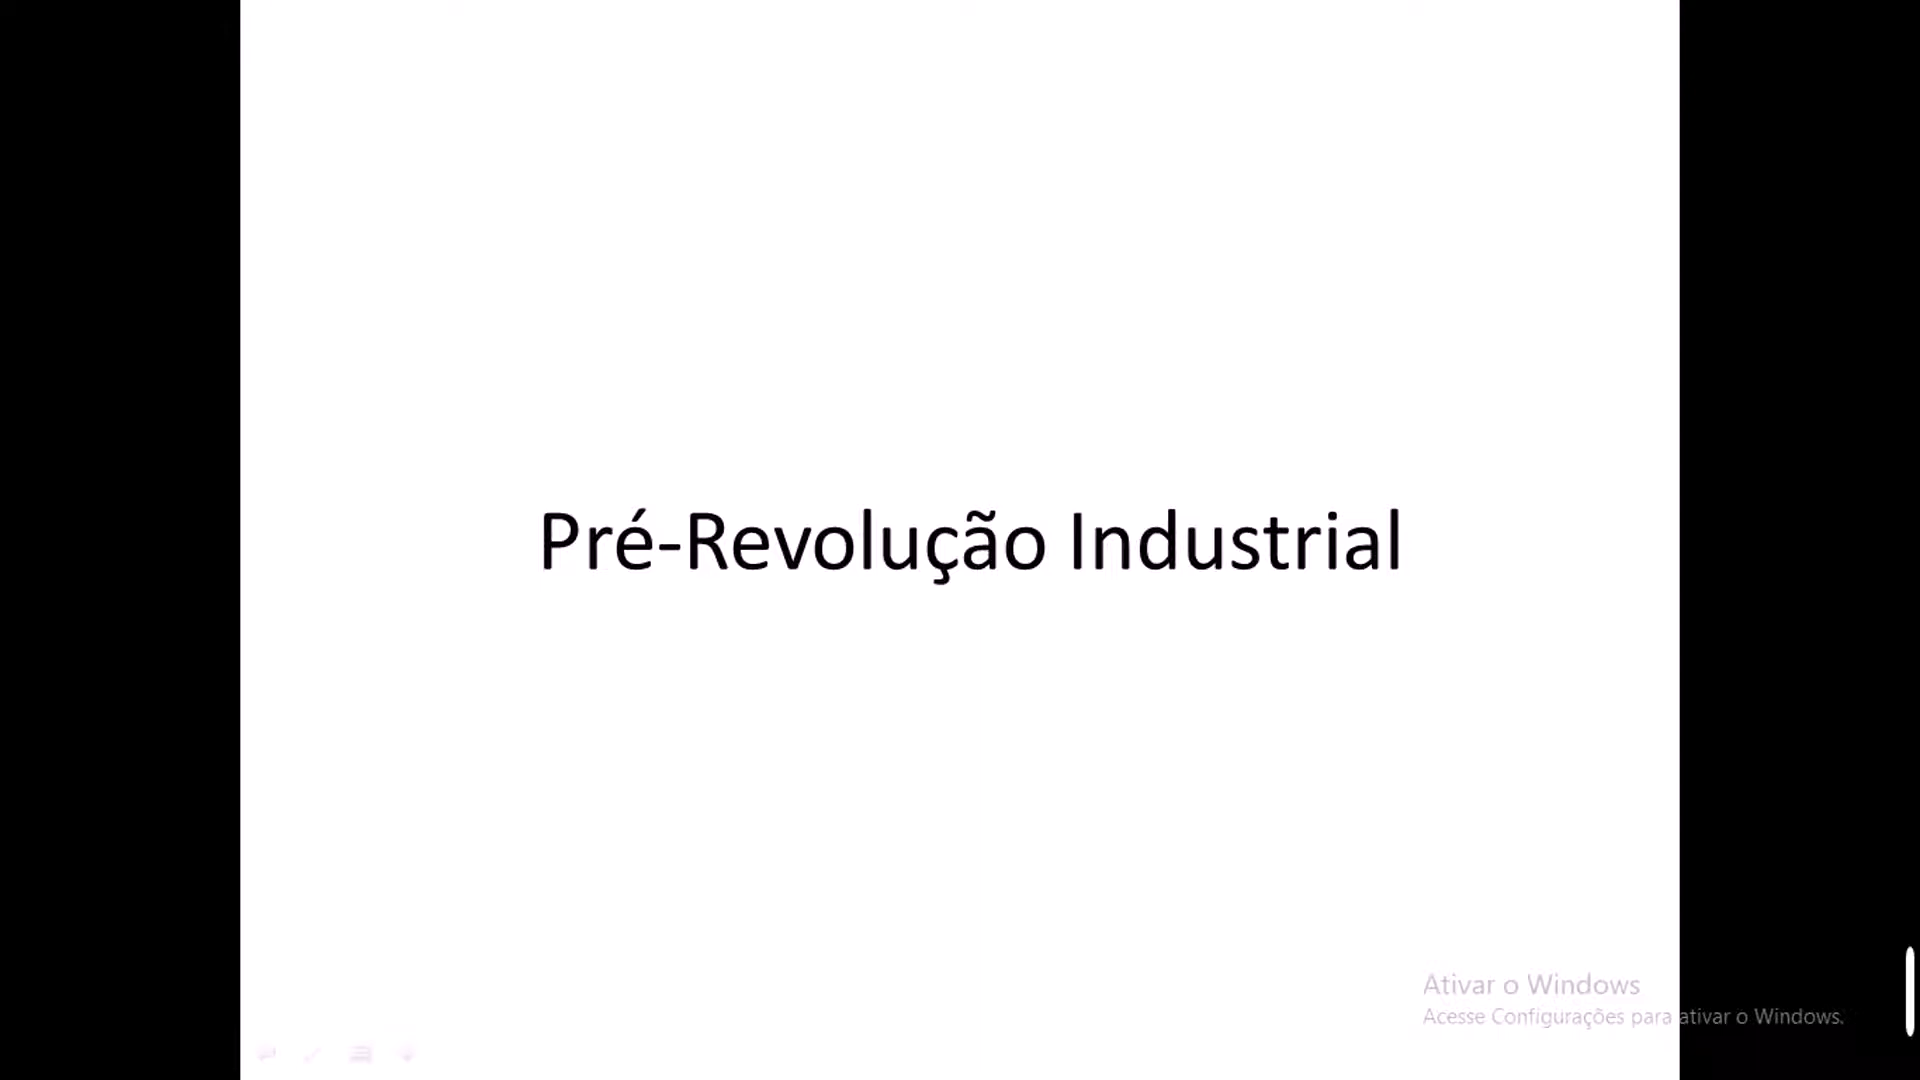 Pré-Revolução Industrial
Ativar o Windows
Acesse Configurações para ativar o Windows.